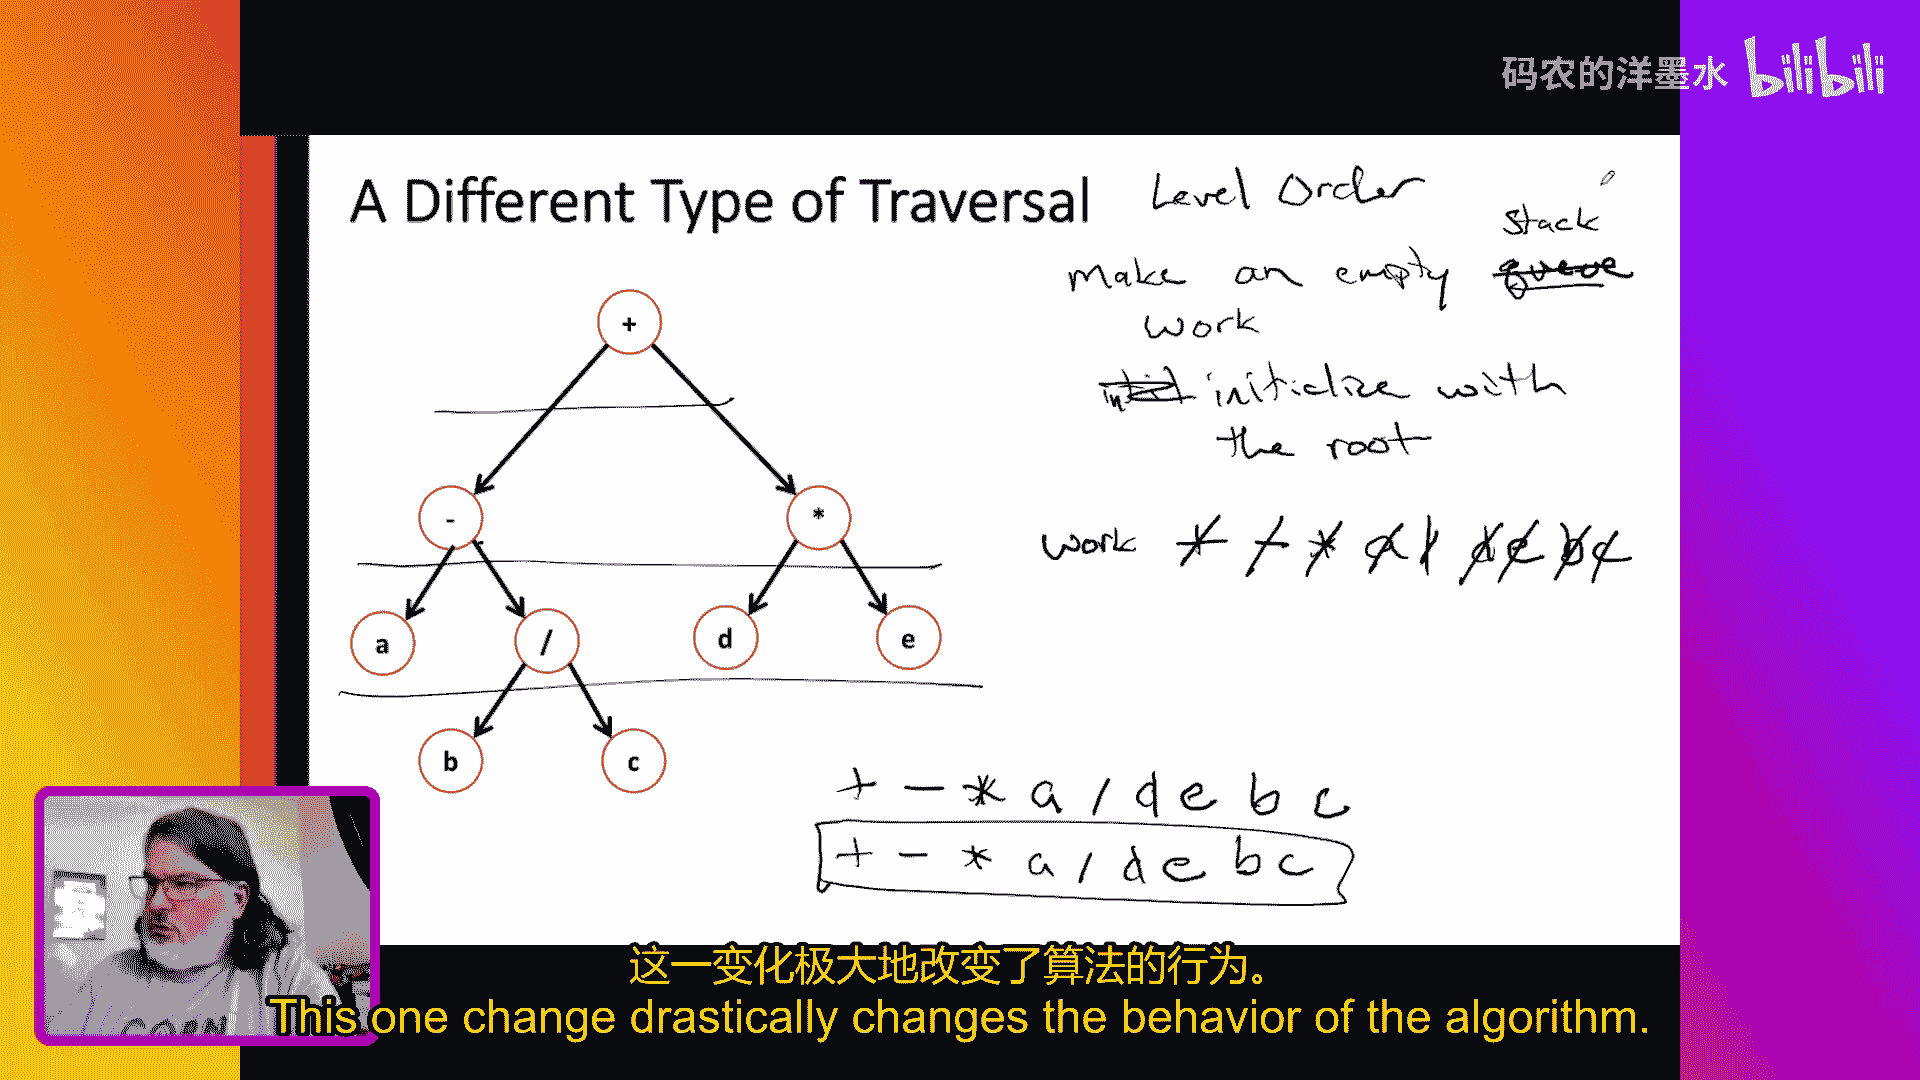 码农的洋墨水 bilibili
A Different Type of Traversal
Level Order
Stack
make an empty queue
work
initialize with
the root
+
-
*
a
/
d
e
b
c
work + - * a / d e b c
+ - * a / d e b c
+ - * a / d e b c
这一变化极大地改变了算法的行为。
This one change drastically changes the behavior of the algorithm.